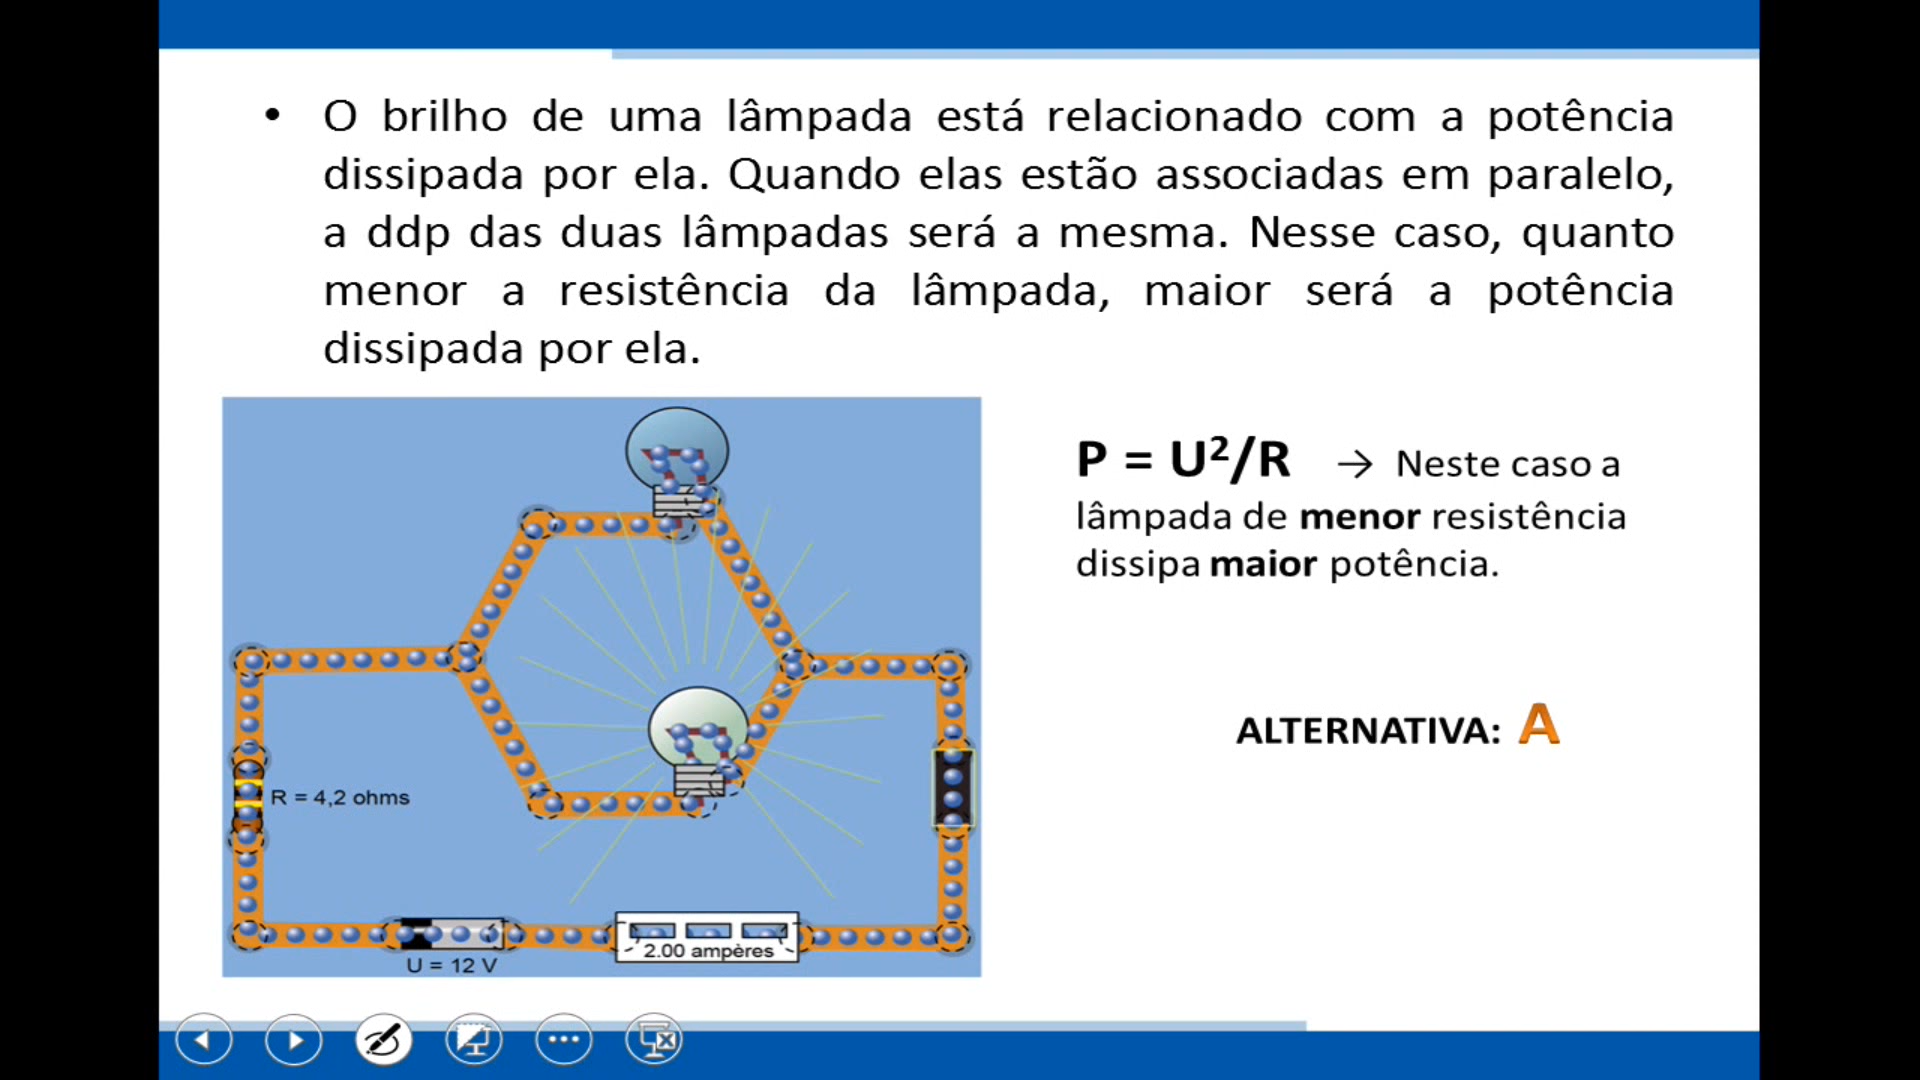 • O brilho de uma lâmpada está relacionado com a potência
dissipada por ela. Quando elas estão associadas em paralelo,
a ddp das duas lâmpadas será a mesma. Nesse caso, quanto
menor a resistência da lâmpada, maior será a potência
dissipada por ela.
P = U²/R → Neste caso a
lâmpada de menor resistência
dissipa maior potência.
ALTERNATIVA: A
R = 4,2 ohms
2.00 ampères
U = 12 V